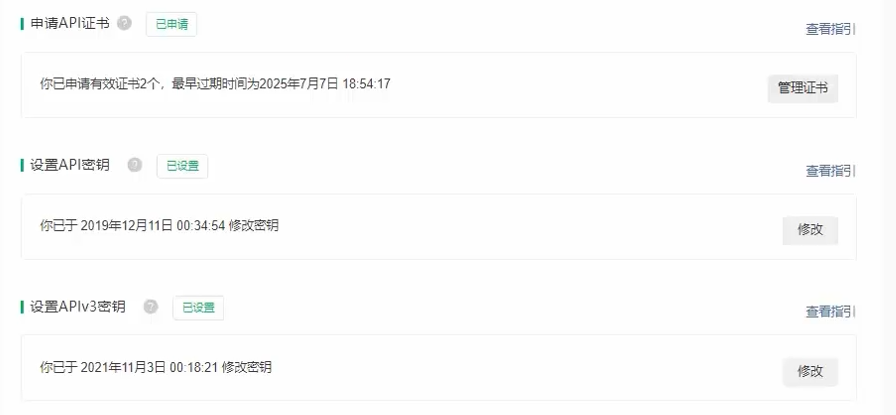 申请API证书 ? 已申请 查看指引
你已申请有效证书2个，最早过期时间为2025年7月7日 18:54:17 管理证书
设置API密钥 ? 已设置 查看指引
你已于 2019年12月11日 00:34:54 修改密钥 修改
设置APIv3密钥 ? 已设置 查看指引
你已于 2021年11月3日 00:18:21 修改密钥 修改